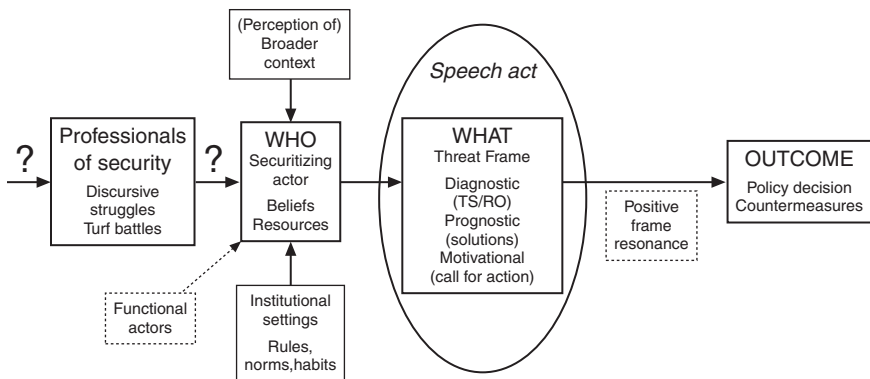 (Perception of)
Broader
context
Speech act
?
Professionals
of security
Discursive
struggles
Turf battles
?
WHO
Securitizing
actor
Beliefs
Resources
WHAT
Threat Frame
Diagnostic
(TS/RO)
Prognostic
(solutions)
Motivational
(call for action)
OUTCOME
Policy decision
Countermeasures
Positive
frame
resonance
Functional
actors
Institutional
settings
Rules,
norms,habits